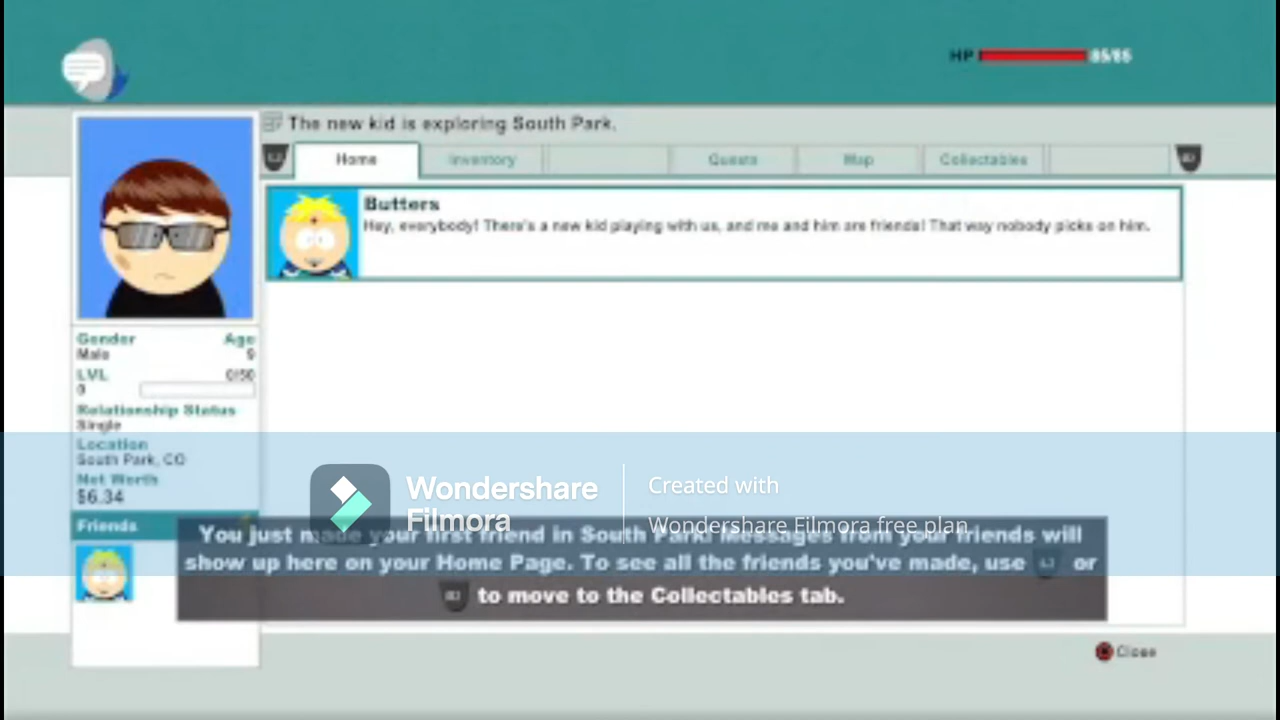 HP 85/85
The new kid is exploring South Park.
Home Inventory Quests Map Collectables
Butters
Hey, everybody! There's a new kid playing with us, and me and him are friends! That way nobody picks on him.
Gender Age
Male 9
LVL 0/50
0
Relationship Status
Single
Location
South Park, CO
Net Worth
$6.34
Friends
Wondershare
Filmora
Created with
Wondershare Filmora free plan
You just made your first friend in South Park! Messages from your friends will
show up here on your Home Page. To see all the friends you've made, use or
to move to the Collectables tab.
Close